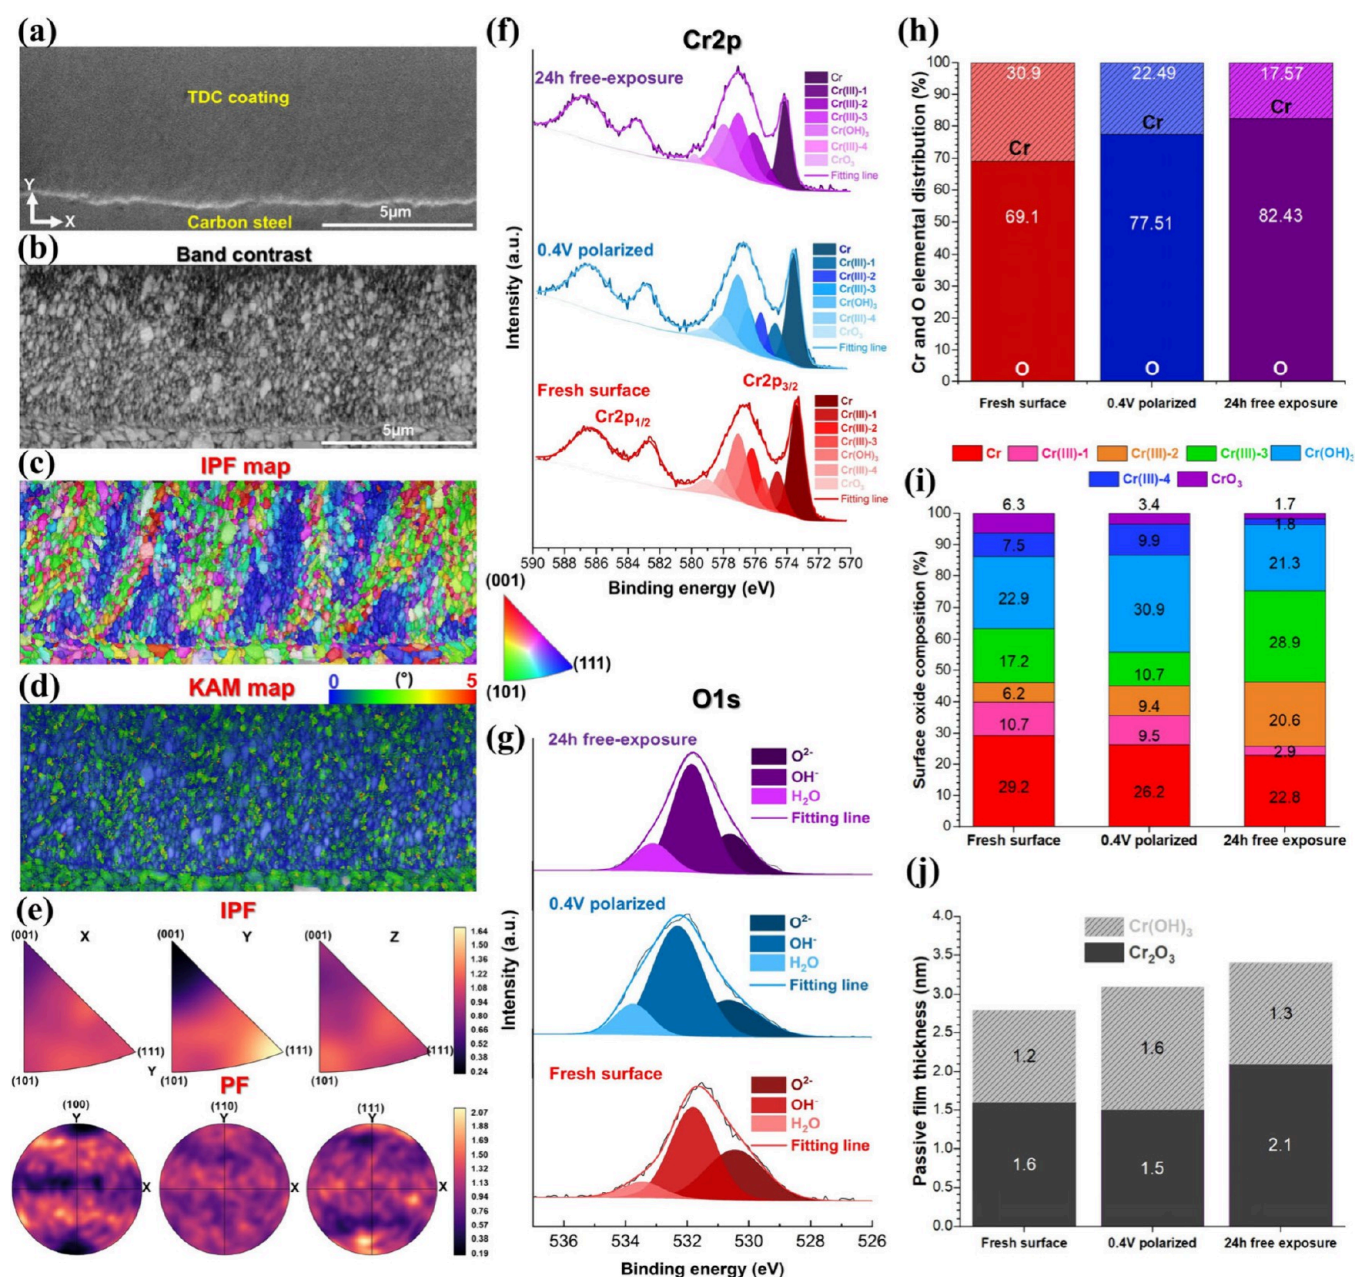 (a)
TDC coating
Y
X
Carbon steel
5μm
(b)
Band contrast
5μm
(c)
IPF map
(001)
(111)
(101)
(d)
KAM map
0 (°) 5
(e)
IPF
(001) X
(111)
(101)
Y
(001) Y
(111)
(101)
(001) Z
(111)
(101)
1.64
1.52
1.38
1.24
1.09
0.95
0.80
0.66
0.52
0.38
0.24
PF
(100)
Y
X
(110)
Y
X
(111)
Y
X
2.07
1.88
1.69
1.50
1.31
1.13
0.94
0.76
0.57
0.38
0.19
(f)
Cr2p
24h free-exposure
Cr
Cr(III)-1
Cr(III)-2
Cr(III)-3
Cr(OH)₃
Cr(III)-4
CrO₃
Fitting line
0.4V polarized
Cr
Cr(III)-1
Cr(III)-2
Cr(III)-3
Cr(OH)₃
Cr(III)-4
CrO₃
Fitting line
Fresh surface
Cr2p₁/₂
Cr2p₃/₂
Cr
Cr(III)-1
Cr(III)-2
Cr(III)-3
Cr(OH)₃
Cr(III)-4
CrO₃
Fitting line
Intensity (a.u.)
590 588 586 584 582 580 578 576 574 572 570
Binding energy (eV)
(g)
O1s
24h free-exposure
O²⁻
OH⁻
H₂O
Fitting line
0.4V polarized
O²⁻
OH⁻
H₂O
Fitting line
Fresh surface
O²⁻
OH⁻
H₂O
Fitting line
Intensity (a.u.)
536 534 532 530 528 526
Binding energy (eV)
(h)
Cr and O elemental distribution (%)
100
90
80
70
60
50
40
30
20
10
0
30.9 22.49 17.57
Cr Cr Cr
69.1 77.51 82.43
O O O
Fresh surface 0.4V polarized 24h free exposure
Cr Cr(III)-1 Cr(III)-2 Cr(III)-3 Cr(OH)₃
Cr(III)-4 CrO₃
(i)
Surface oxide composition (%)
100
90
80
70
60
50
40
30
20
10
0
6.3 3.4 1.7
7.5 9.9 1.8
22.9 30.9 21.3
17.2 10.7 28.9
6.2 9.4 20.6
10.7 9.5 2.9
29.2 26.2 22.8
Fresh surface 0.4V polarized 24h free exposure
(j)
Passive film thickness (nm)
4.0
3.5
3.0
2.5
2.0
1.5
1.0
0.5
0.0
Cr(OH)₃
Cr₂O₃
1.2 1.6 1.3
1.6 1.5 2.1
Fresh surface 0.4V polarized 24h free exposure